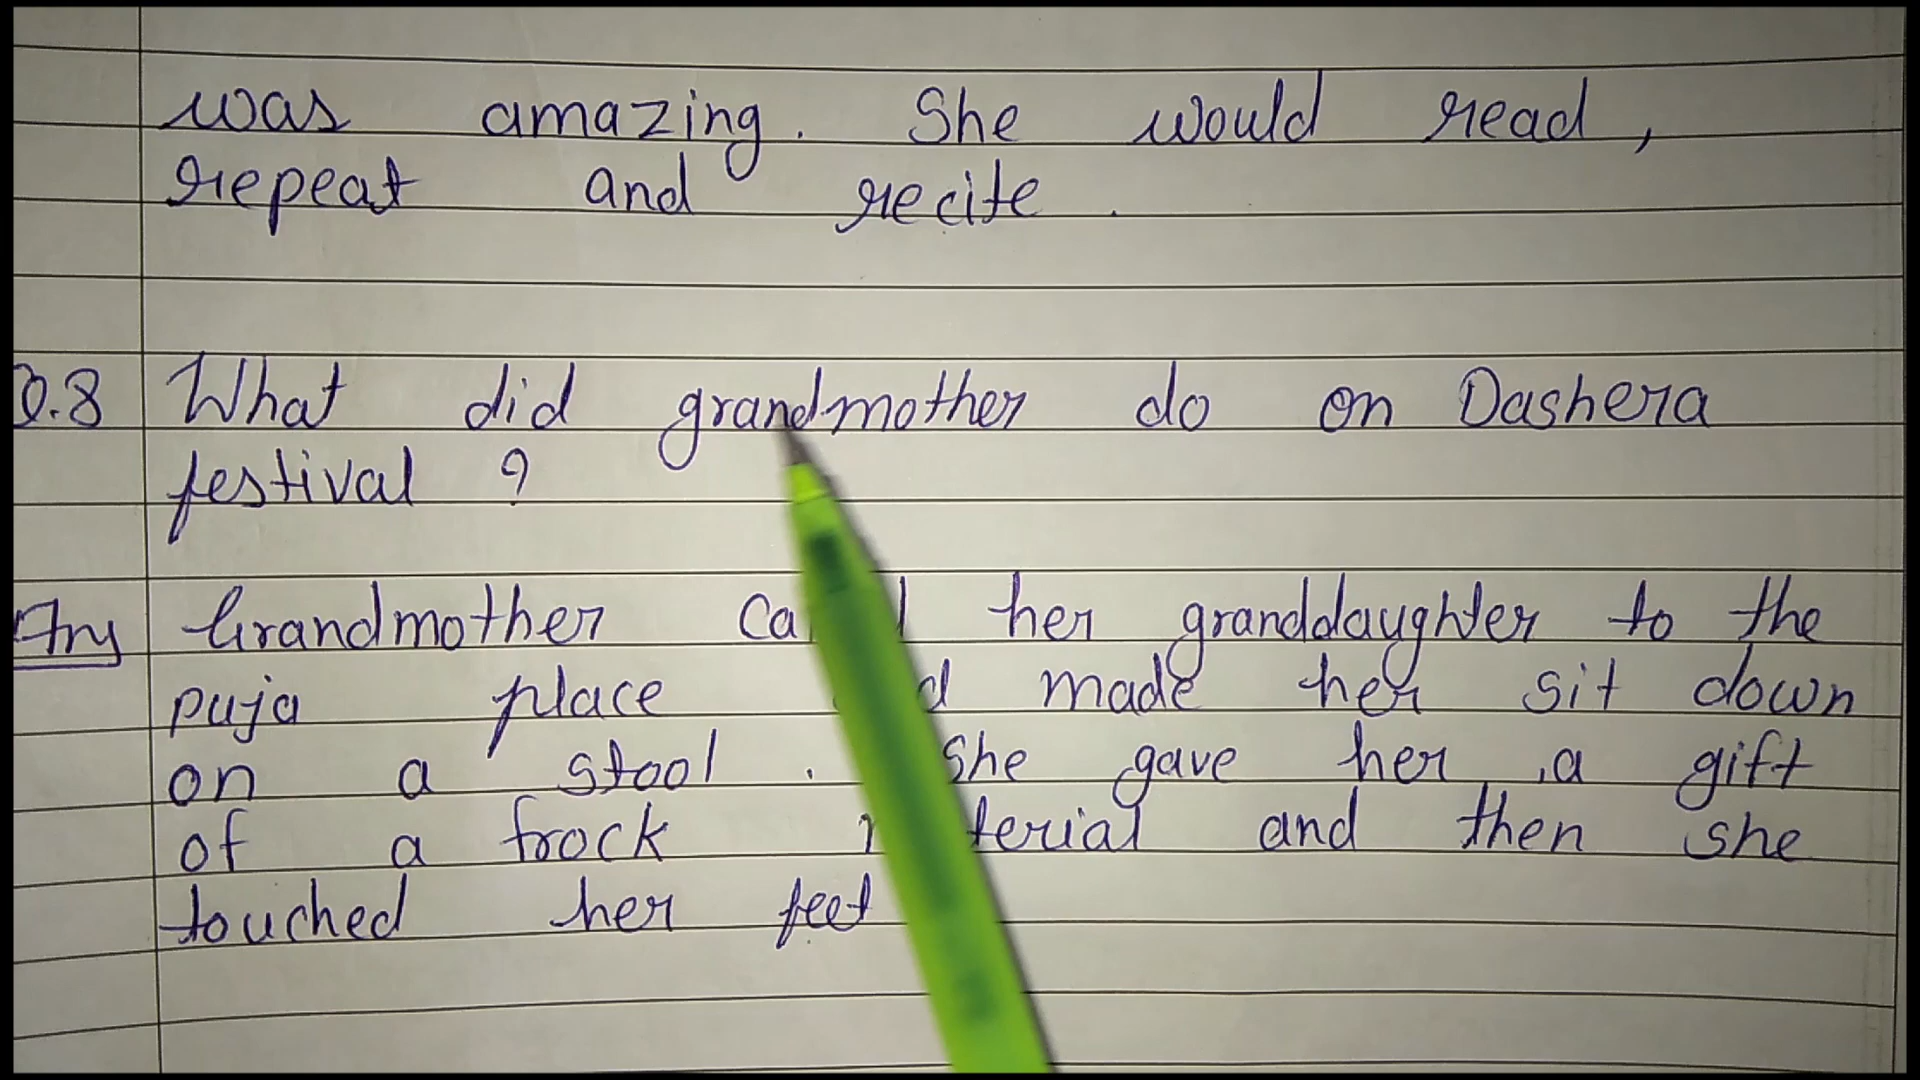 was amazing. She would read,
repeat and recite.
Q.8 What did grandmother do on Dashera
festival ?
Ans Grandmother her granddaughter to the
puja place made her sit down
on a stool. She gave her a gift
of a frock and then she
touched her feet